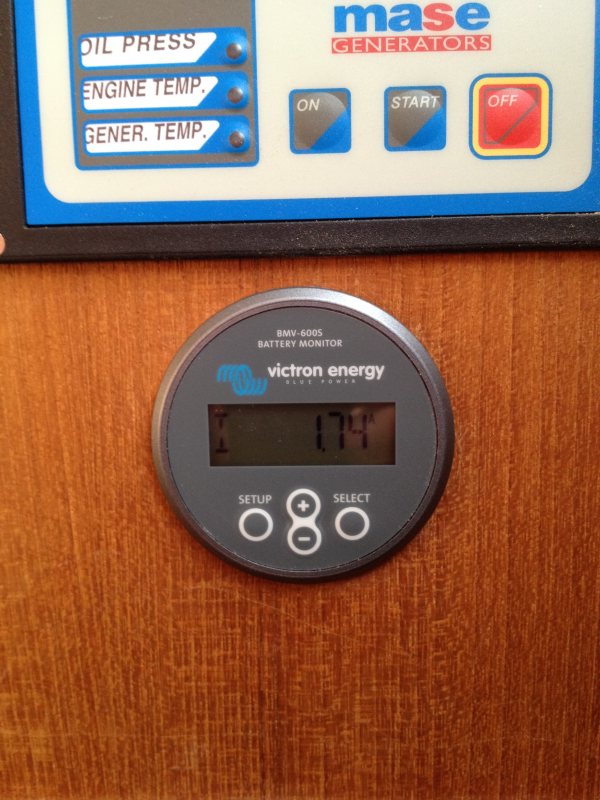 mase
GENERATORS
OIL PRESS
ENGINE TEMP.
GENER. TEMP.
ON
START
OFF
BMV-600S
BATTERY MONITOR
victron energy
BLUE POWER
I 1.74 A
SETUP
SELECT
+
-